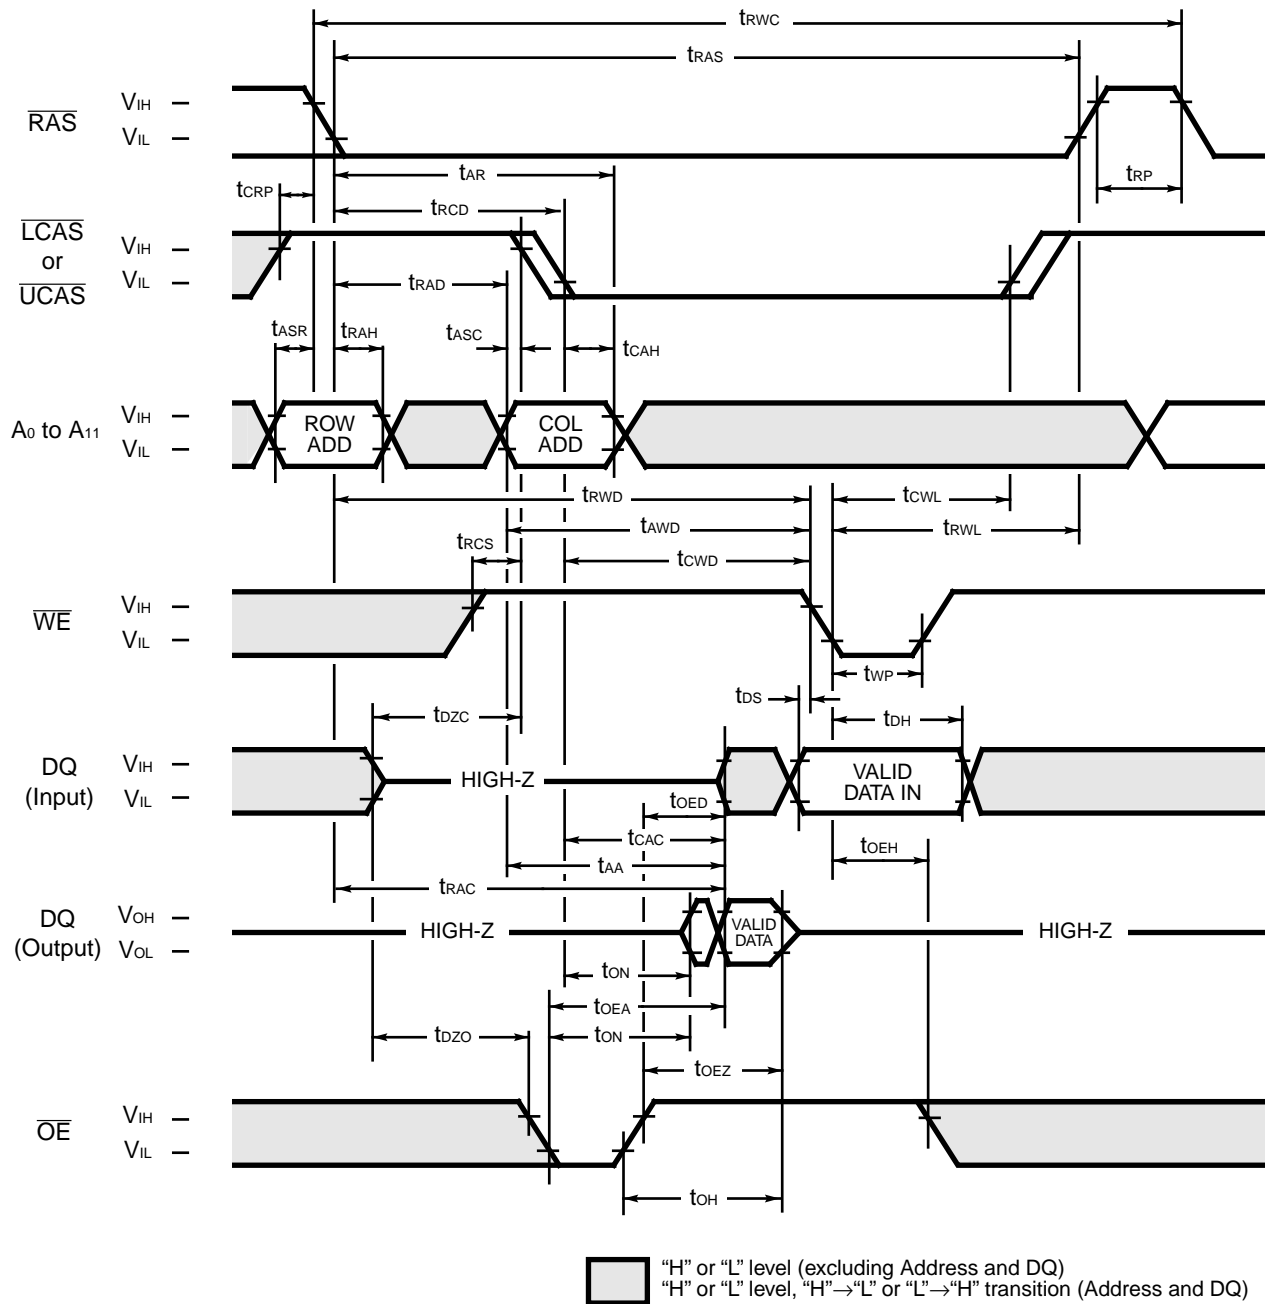 tRWC
tRAS
RAS
VIH
VIL
tCRP
tAR
tRP
tRCD
LCAS
or
UCAS
VIH
VIL
tRAD
tASR
tRAH
tASC
tCAH
A0 to A11
VIH
VIL
ROW
ADD
COL
ADD
tRWD
tCWL
tAWD
tRWL
tRCS
tCWD
WE
VIH
VIL
tWP
tDS
tDZC
tDH
DQ
(Input)
VIH
VIL
HIGH-Z
VALID
DATA IN
tOED
tCAC
tOEH
tAA
tRAC
DQ
(Output)
VOH
VOL
HIGH-Z
VALID
DATA
HIGH-Z
tON
tOEA
tDZO
tON
tOEZ
OE
VIH
VIL
tOH
“H” or “L” level (excluding Address and DQ)
“H” or “L” level, “H”→“L” or “L”→“H” transition (Address and DQ)